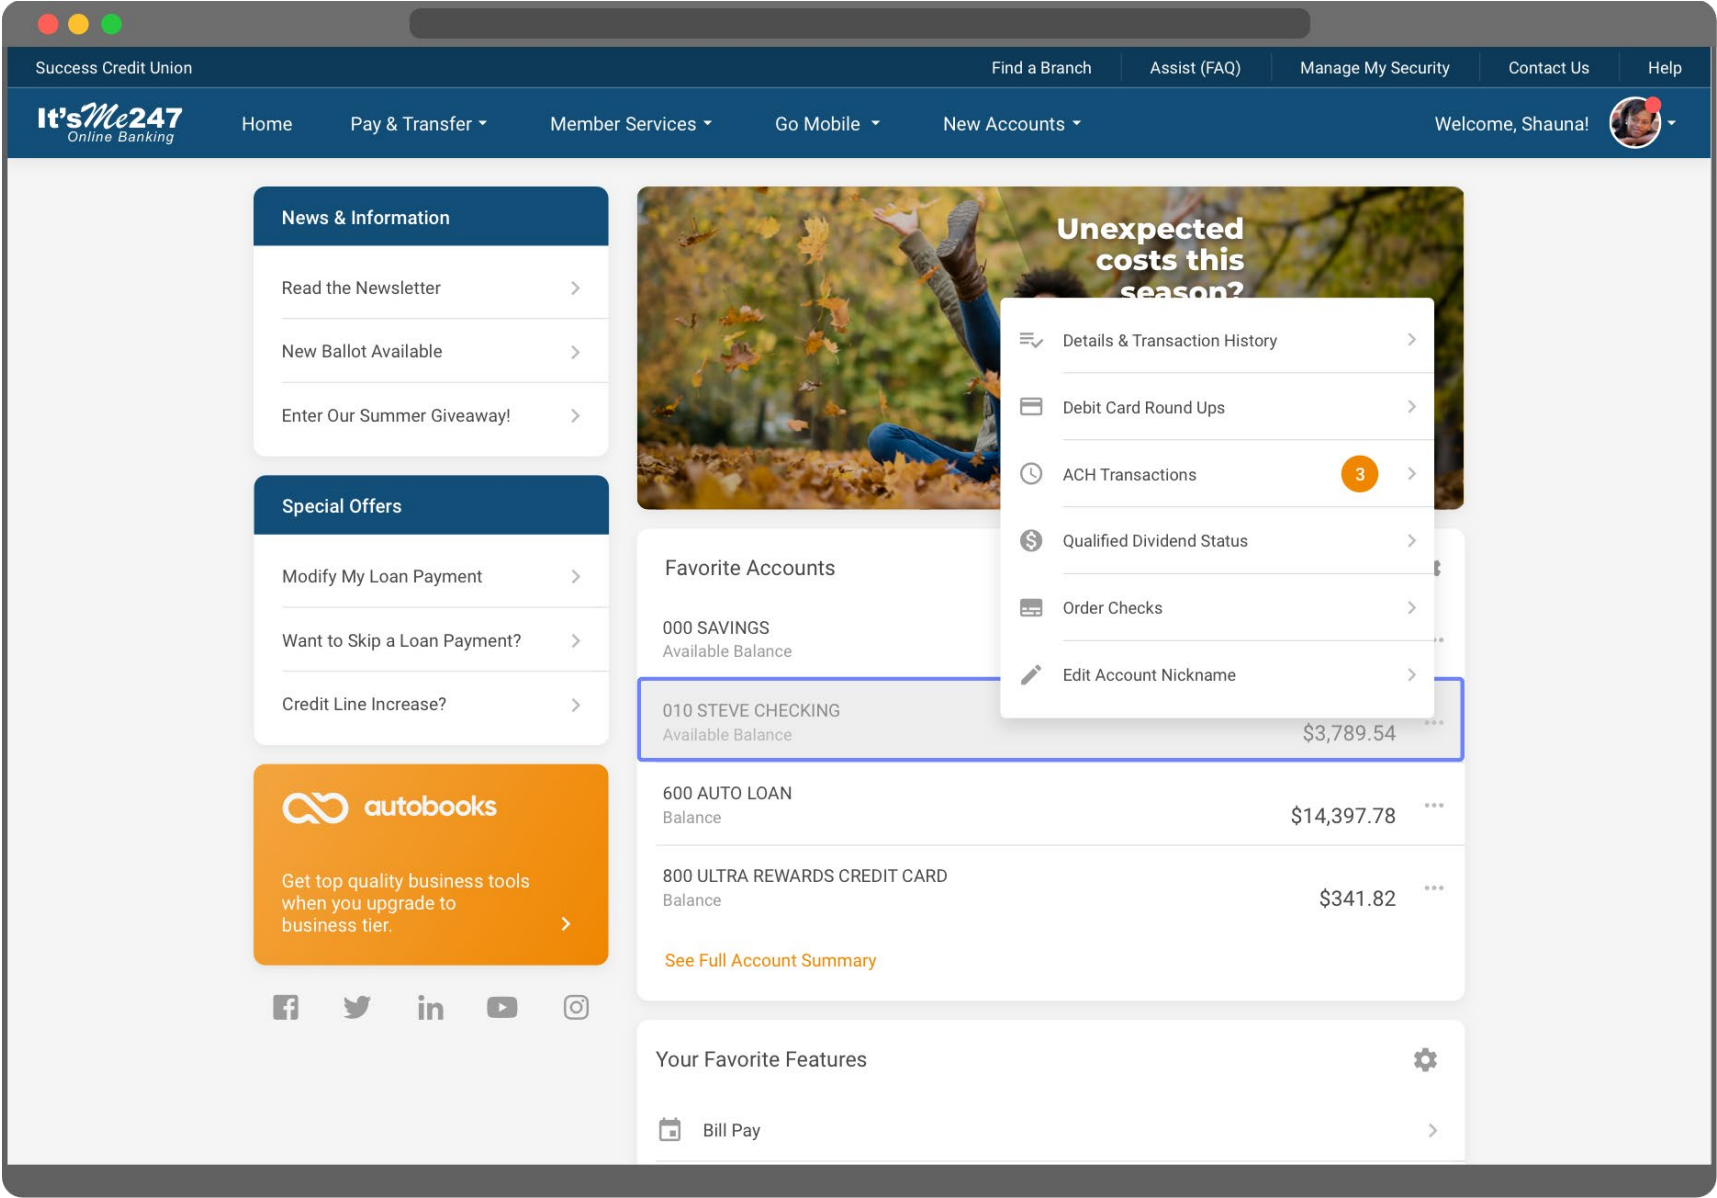 Success Credit Union
Find a Branch
Assist (FAQ)
Manage My Security
Contact Us
Help
It'sMe247
Online Banking
Home
Pay & Transfer
Member Services
Go Mobile
New Accounts
Welcome, Shauna!
News & Information
Read the Newsletter
New Ballot Available
Enter Our Summer Giveaway!
Special Offers
Modify My Loan Payment
Want to Skip a Loan Payment?
Credit Line Increase?
autobooks
Get top quality business tools
when you upgrade to
business tier.
Unexpected
costs this
season?
Details & Transaction History
Debit Card Round Ups
ACH Transactions
3
Qualified Dividend Status
Order Checks
Edit Account Nickname
Favorite Accounts
000 SAVINGS
Available Balance
010 STEVE CHECKING
Available Balance
$3,789.54
600 AUTO LOAN
Balance
$14,397.78
800 ULTRA REWARDS CREDIT CARD
Balance
$341.82
See Full Account Summary
Your Favorite Features
Bill Pay